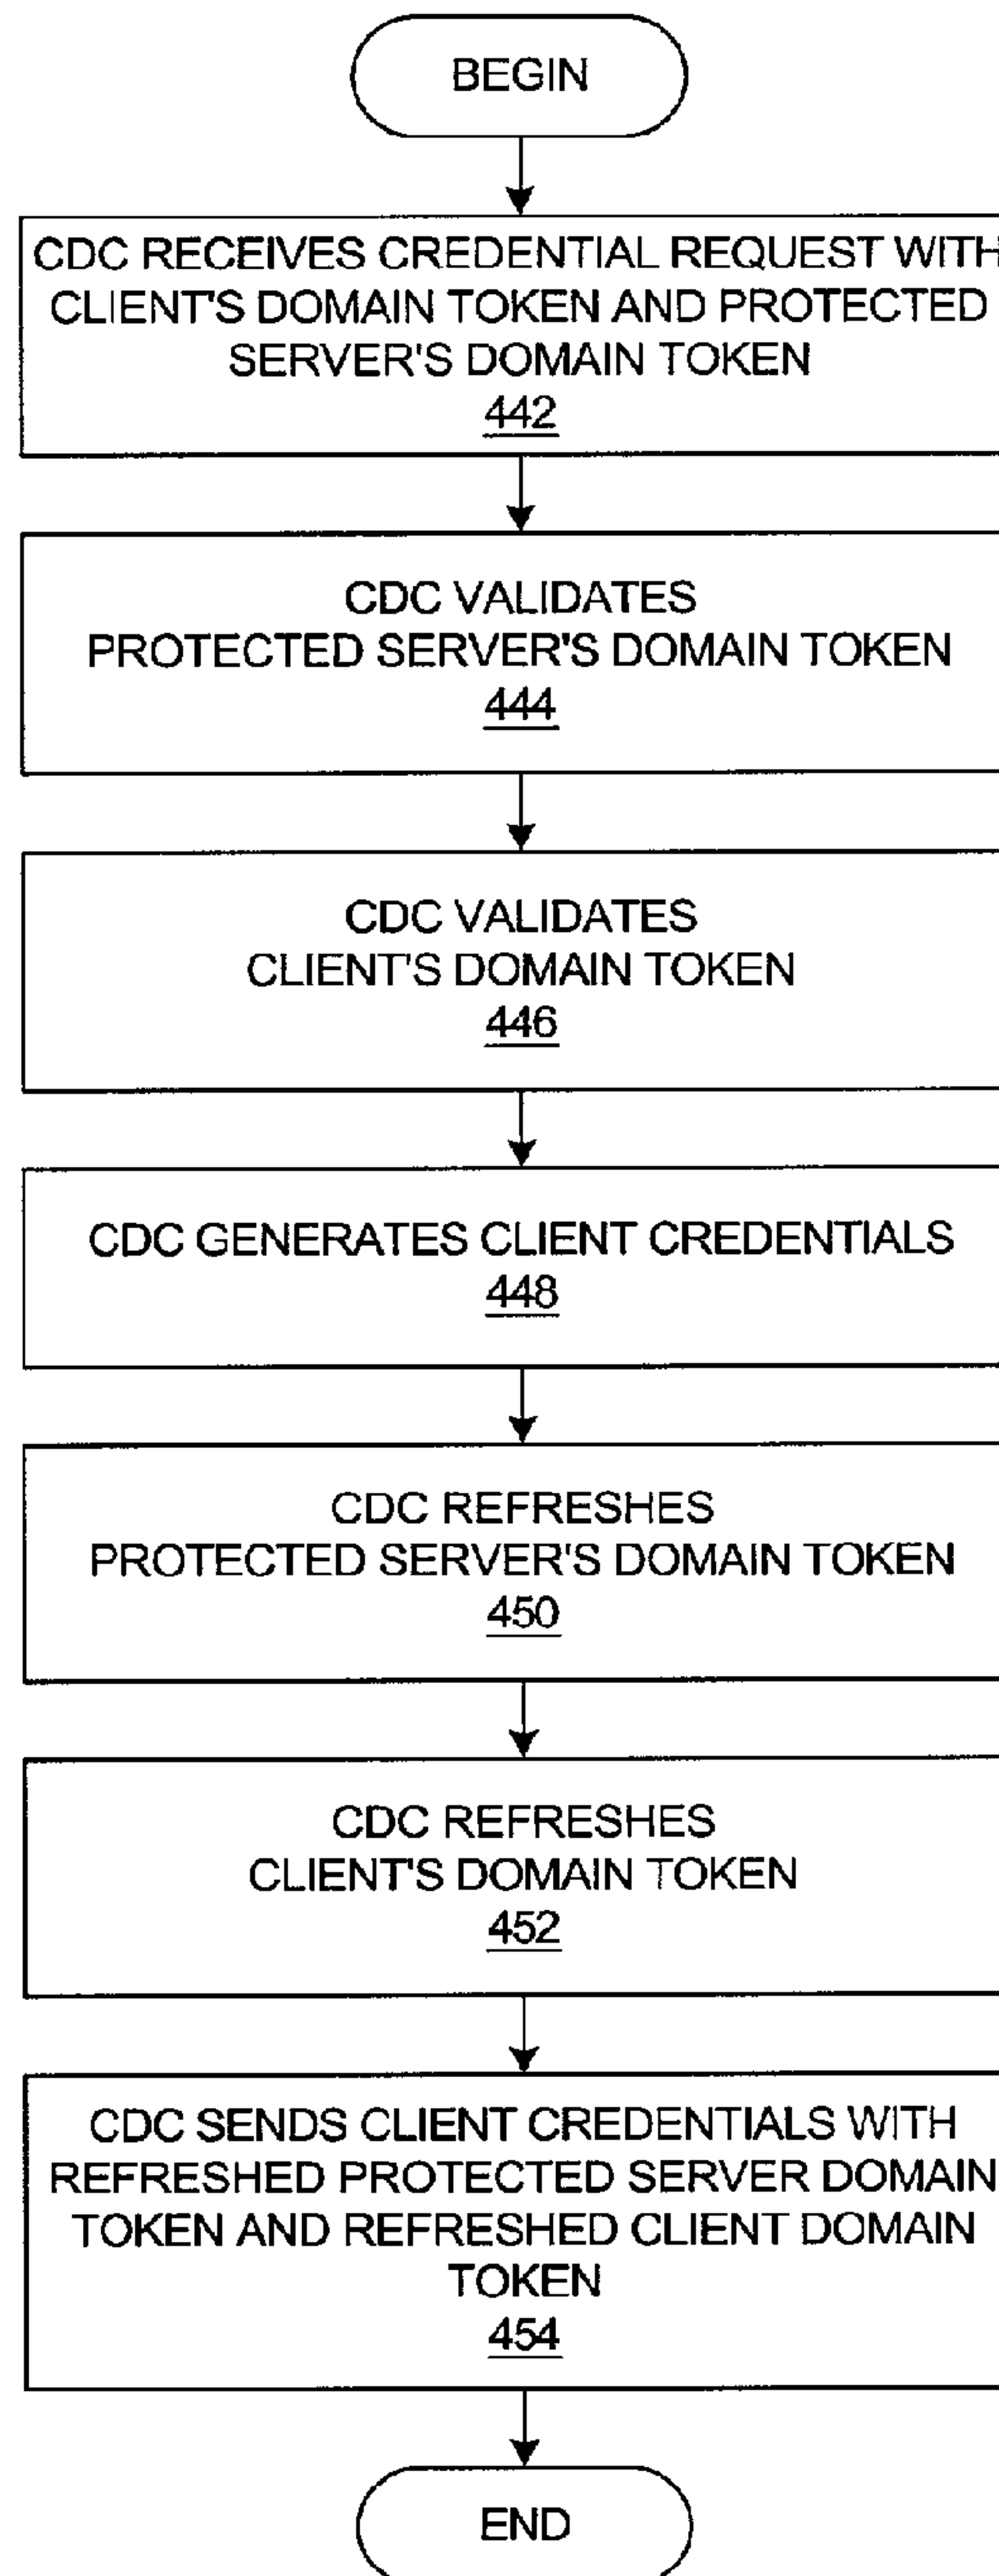 BEGIN
CDC RECEIVES CREDENTIAL REQUEST WITH
CLIENT'S DOMAIN TOKEN AND PROTECTED
SERVER'S DOMAIN TOKEN
442
CDC VALIDATES
PROTECTED SERVER'S DOMAIN TOKEN
444
CDC VALIDATES
CLIENT'S DOMAIN TOKEN
446
CDC GENERATES CLIENT CREDENTIALS
448
CDC REFRESHES
PROTECTED SERVER'S DOMAIN TOKEN
450
CDC REFRESHES
CLIENT'S DOMAIN TOKEN
452
CDC SENDS CLIENT CREDENTIALS WITH
REFRESHED PROTECTED SERVER DOMAIN
TOKEN AND REFRESHED CLIENT DOMAIN
TOKEN
454
END